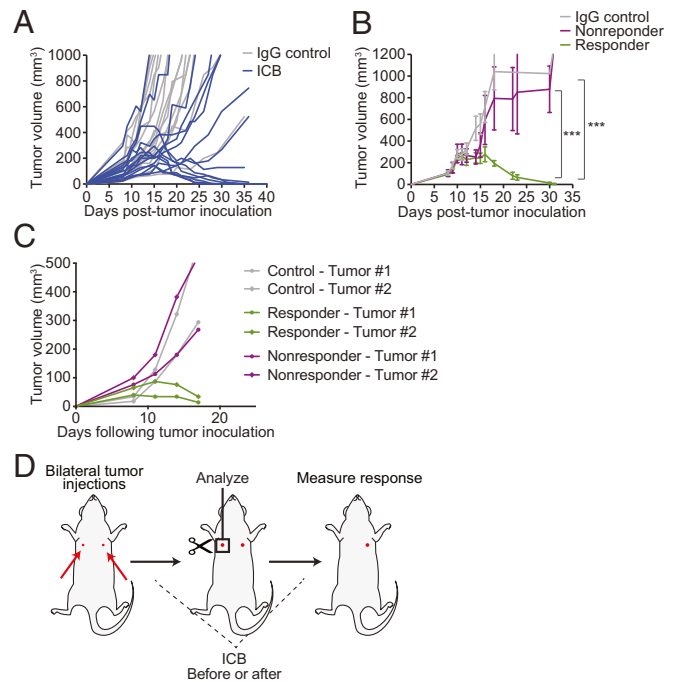 A
Tumor volume (mm³)
1000
800
600
400
200
0
0 5 10 15 20 25 30 35 40
Days post-tumor inoculation
IgG control
ICB
B
Tumor volume (mm³)
1200
1000
800
600
400
200
0
0 5 10 15 20 25 30 35
Days post-tumor inoculation
IgG control
Nonreponder
Responder
***
***
C
Tumor volume (mm³)
500
400
300
200
100
0
0 10 20
Days following tumor inoculation
Control - Tumor #1
Control - Tumor #2
Responder - Tumor #1
Responder - Tumor #2
Nonresponder - Tumor #1
Nonresponder - Tumor #2
D
Bilateral tumor
injections
Analyze
Measure response
ICB
Before or after